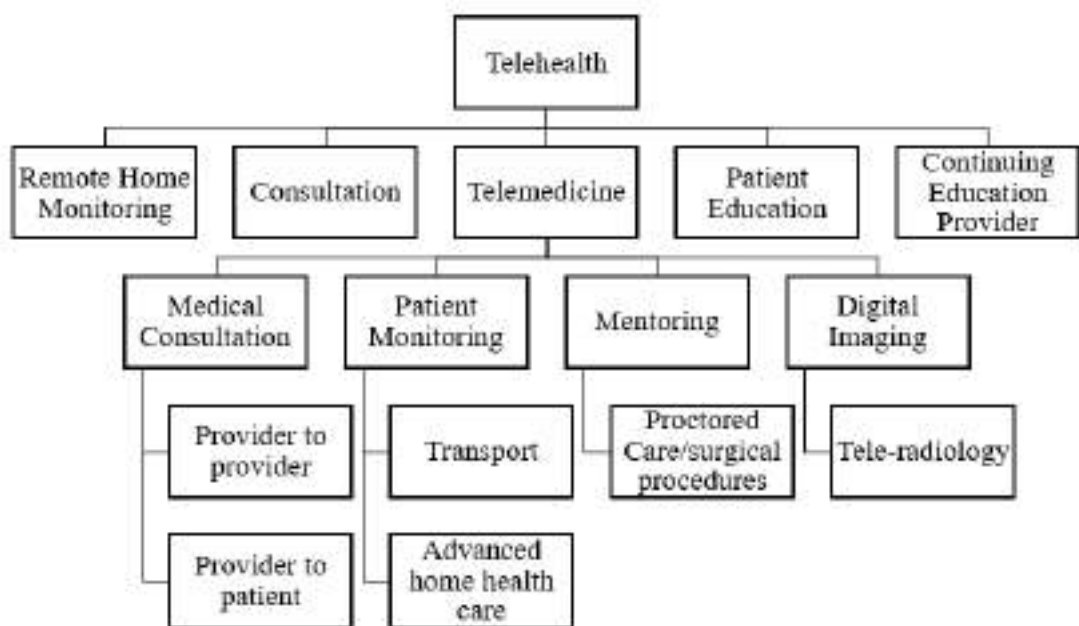 Telehealth
Remote Home
Monitoring
Consultation
Telemedicine
Patient
Education
Continuing
Education
Provider
Medical
Consultation
Patient
Monitoring
Mentoring
Digital
Imaging
Provider to
provider
Transport
Proctored
Care/surgical
procedures
Tele-radiology
Provider to
patient
Advanced
home health
care